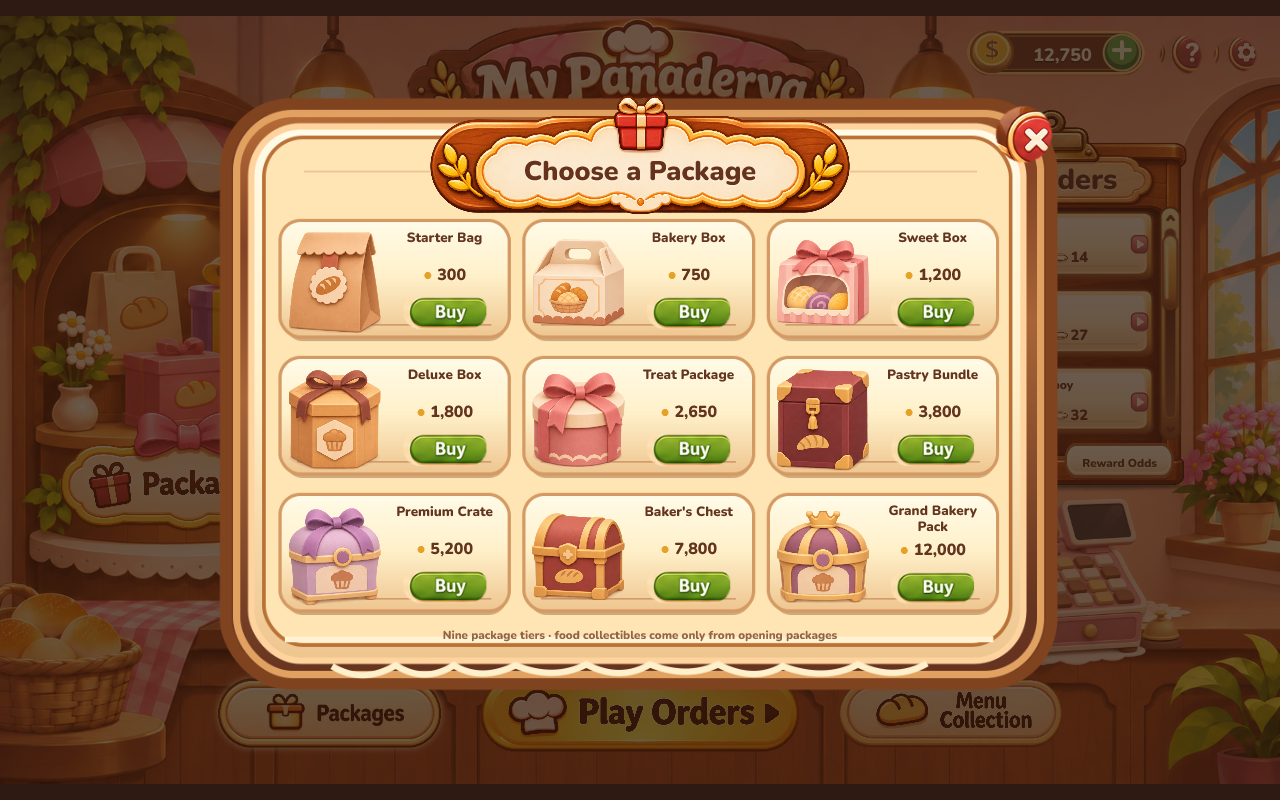 My Panaderya
12,750
?
Choose a Package
Starter Bag
300
Buy
Bakery Box
750
Buy
Sweet Box
1,200
Buy
ders
14
27
oy
32
Deluxe Box
1,800
Buy
Treat Package
2,650
Buy
Pastry Bundle
3,800
Buy
Packa
Reward Odds
Premium Crate
5,200
Buy
Baker's Chest
7,800
Buy
Grand Bakery
Pack
12,000
Buy
Nine package tiers · food collectibles come only from opening packages
Packages
Play Orders
Menu
Collection